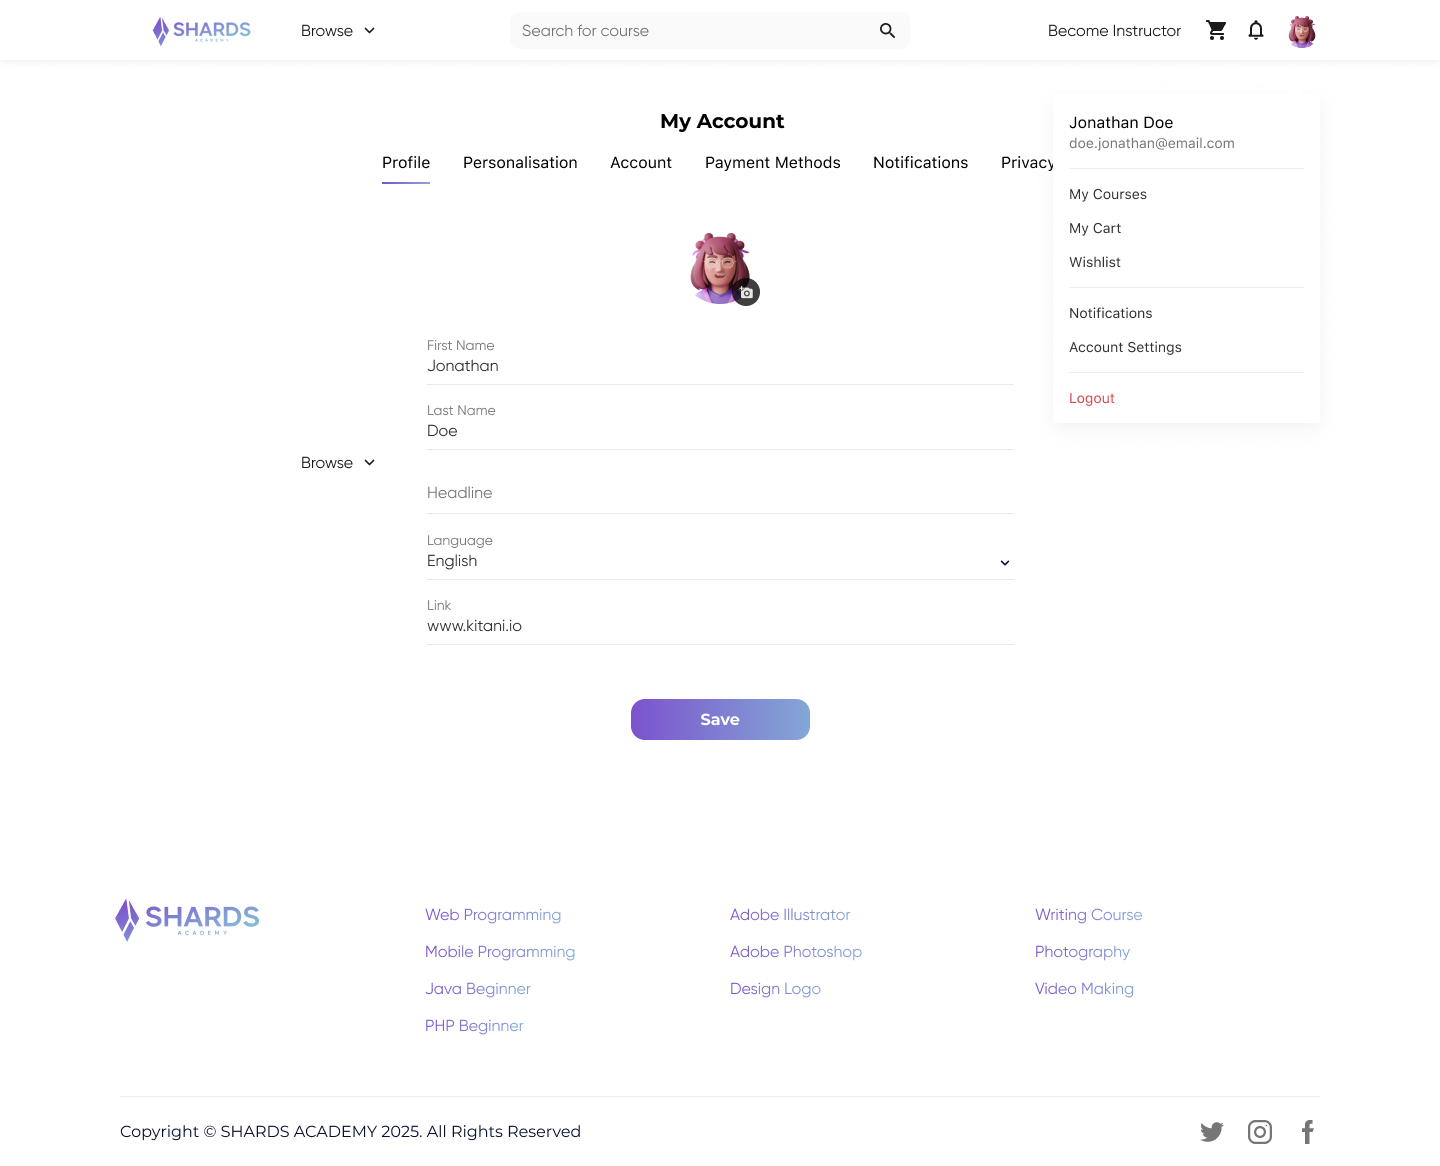 SHARDS
ACADEMY
Browse
Search for course
Become Instructor
My Account
Profile
Personalisation
Account
Payment Methods
Notifications
Privacy
Jonathan Doe
doe.jonathan@email.com
My Courses
My Cart
Wishlist
Notifications
Account Settings
Logout
First Name
Jonathan
Last Name
Doe
Browse
Headline
Language
English
Link
www.kitani.io
Save
SHARDS
ACADEMY
Web Programming
Mobile Programming
Java Beginner
PHP Beginner
Adobe Illustrator
Adobe Photoshop
Design Logo
Writing Course
Photography
Video Making
Copyright © SHARDS ACADEMY 2025. All Rights Reserved